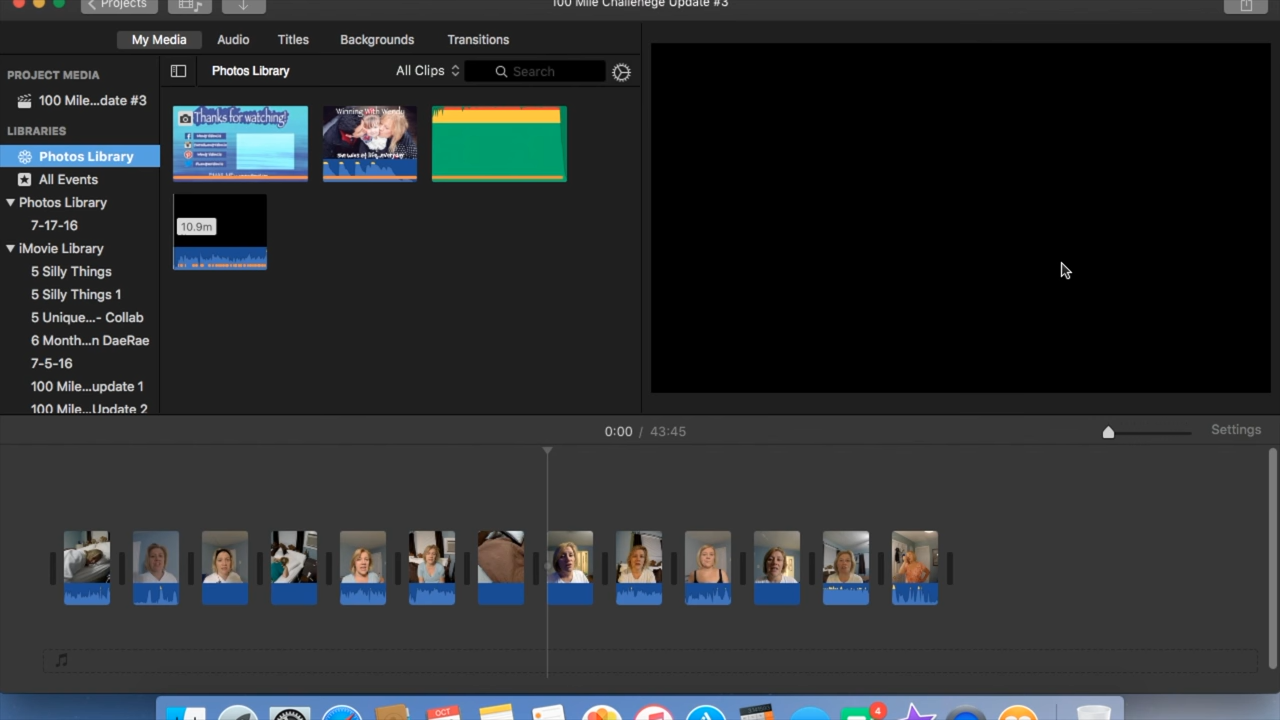 Projects
100 Mile Challenege Update #3
My Media
Audio
Titles
Backgrounds
Transitions
PROJECT MEDIA
100 Mile...date #3
LIBRARIES
Photos Library
All Events
Photos Library
7-17-16
iMovie Library
5 Silly Things
5 Silly Things 1
5 Unique...- Collab
6 Month...n DaeRae
7-5-16
100 Mile...update 1
100 Mile...Update 2
Photos Library
All Clips
Search
Thanks for watching!
Winning With Wendy
10.9m
0:00 / 43:45
Settings
OCT
4